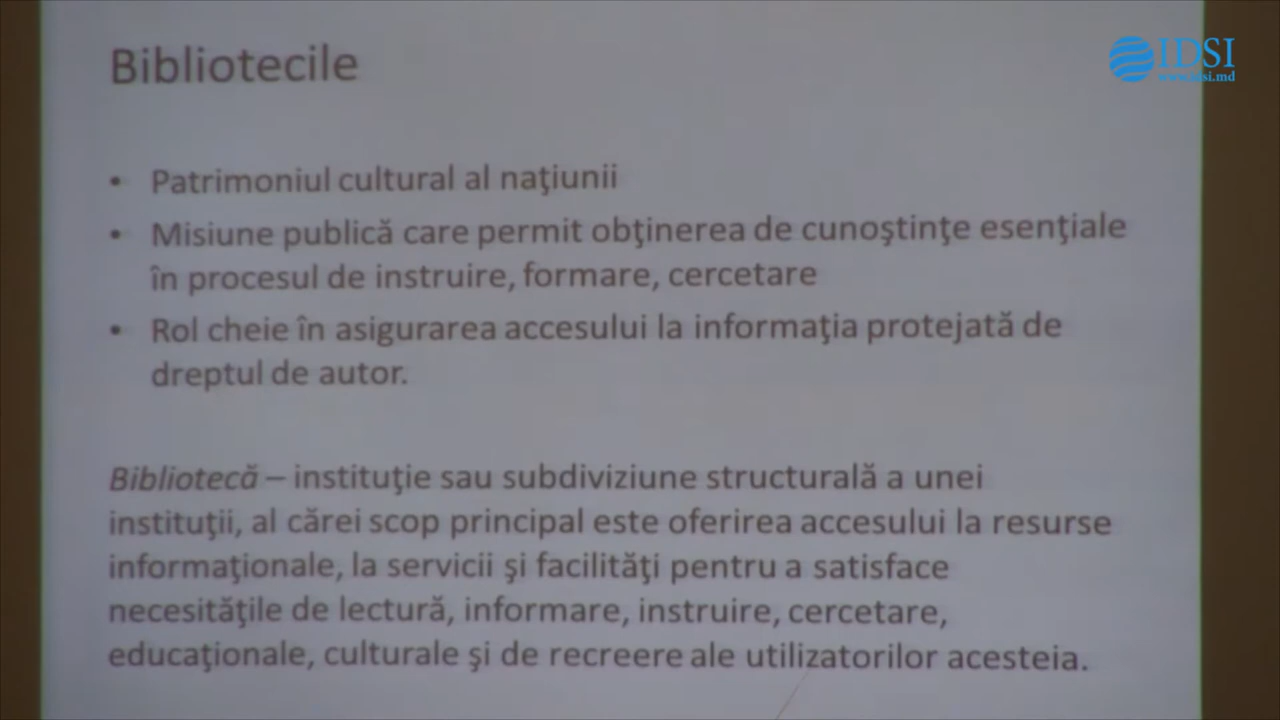 Bibliotecile
IDSI
www.idsi.md
• Patrimoniul cultural al naţiunii
• Misiune publică care permit obţinerea de cunoştinţe esenţiale
în procesul de instruire, formare, cercetare
• Rol cheie în asigurarea accesului la informaţia protejată de
dreptul de autor.
Bibliotecă – instituţie sau subdiviziune structurală a unei
instituţii, al cărei scop principal este oferirea accesului la resurse
informaţionale, la servicii şi facilităţi pentru a satisface
necesităţile de lectură, informare, instruire, cercetare,
educaţionale, culturale şi de recreere ale utilizatorilor acesteia.